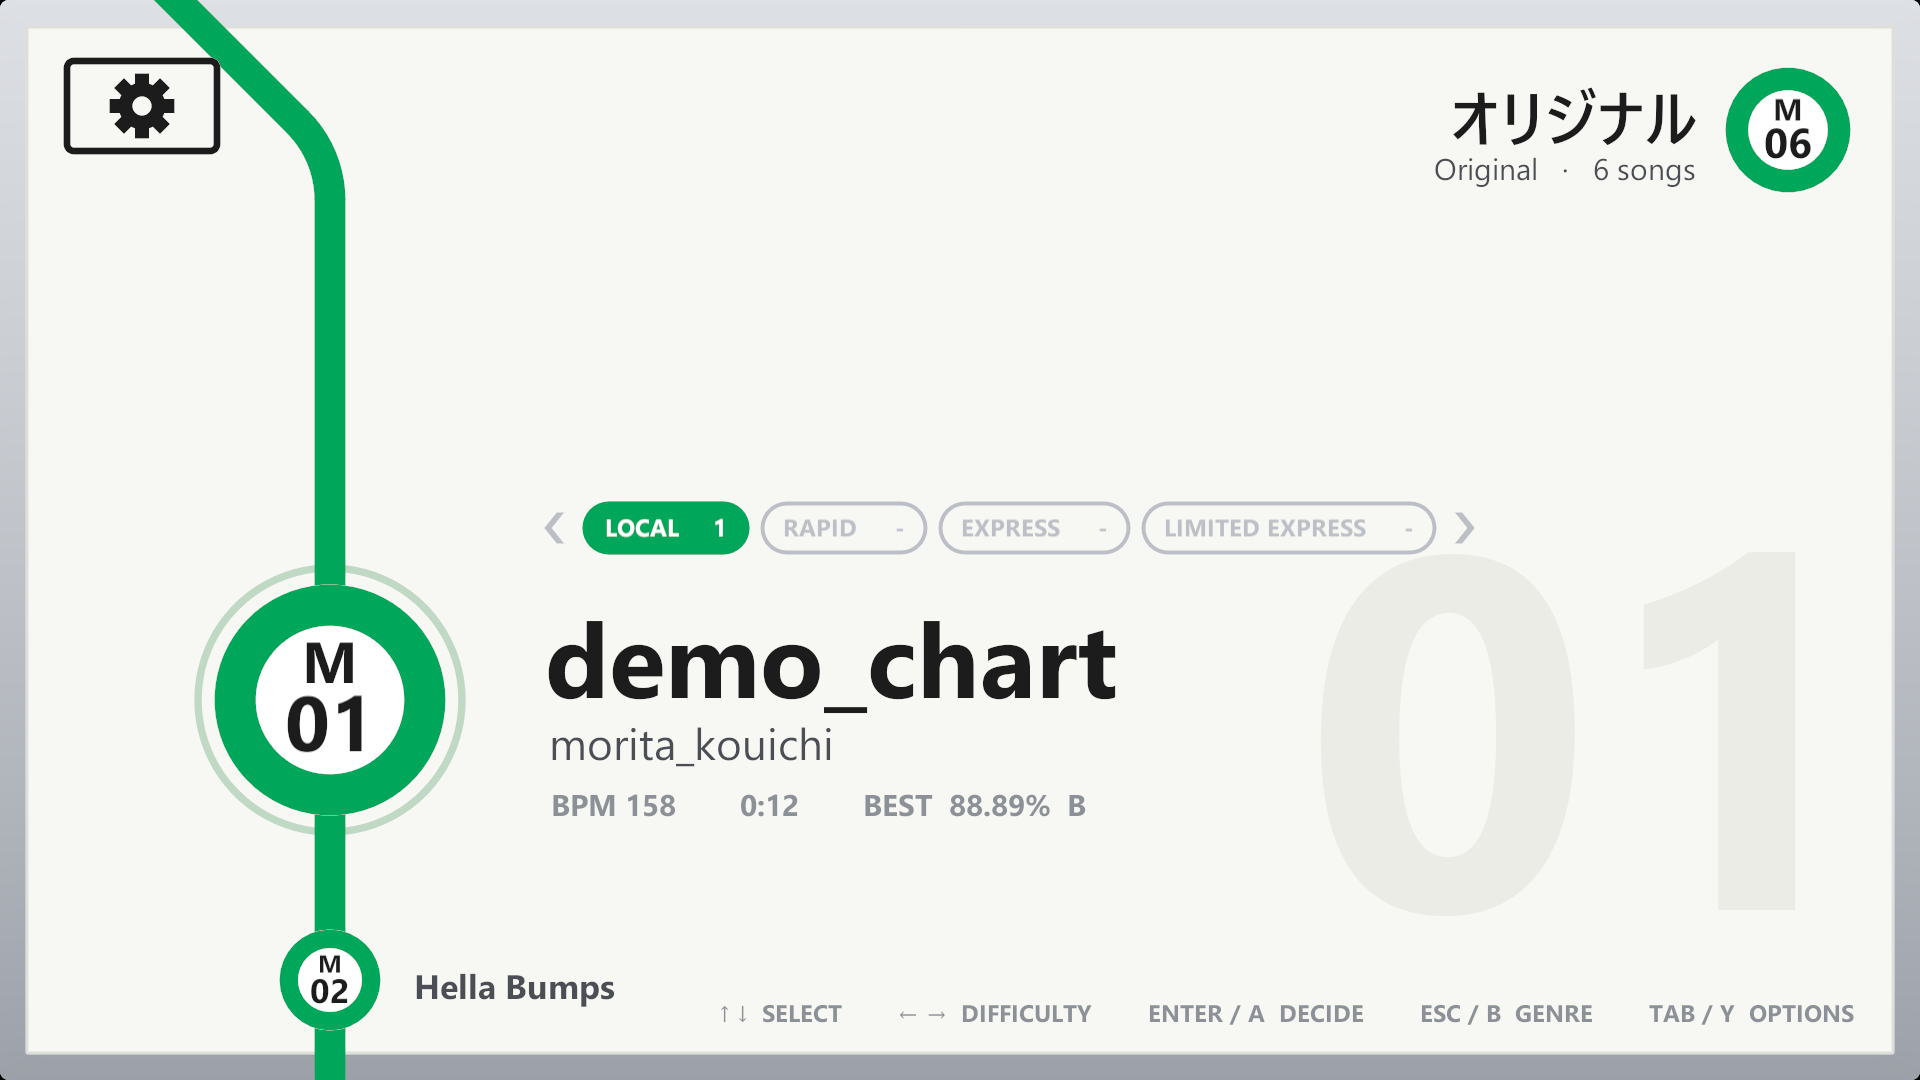 オリジナル
Original · 6 songs
M
06
❮ LOCAL 1 RAPID - EXPRESS - LIMITED EXPRESS - ❯
M
01
demo_chart
morita_kouichi
BPM 158 0:12 BEST 88.89% B
01
M
02
Hella Bumps
↑↓ SELECT ←→ DIFFICULTY ENTER / A DECIDE ESC / B GENRE TAB / Y OPTIONS